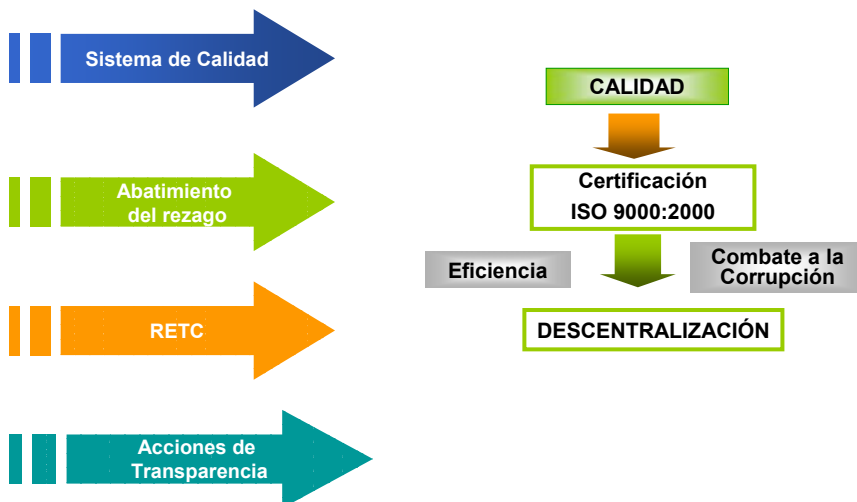 Sistema de Calidad
Abatimiento
del rezago
RETC
Acciones de
Transparencia
CALIDAD
Certificación
ISO 9000:2000
Eficiencia
Combate a la
Corrupción
DESCENTRALIZACIÓN